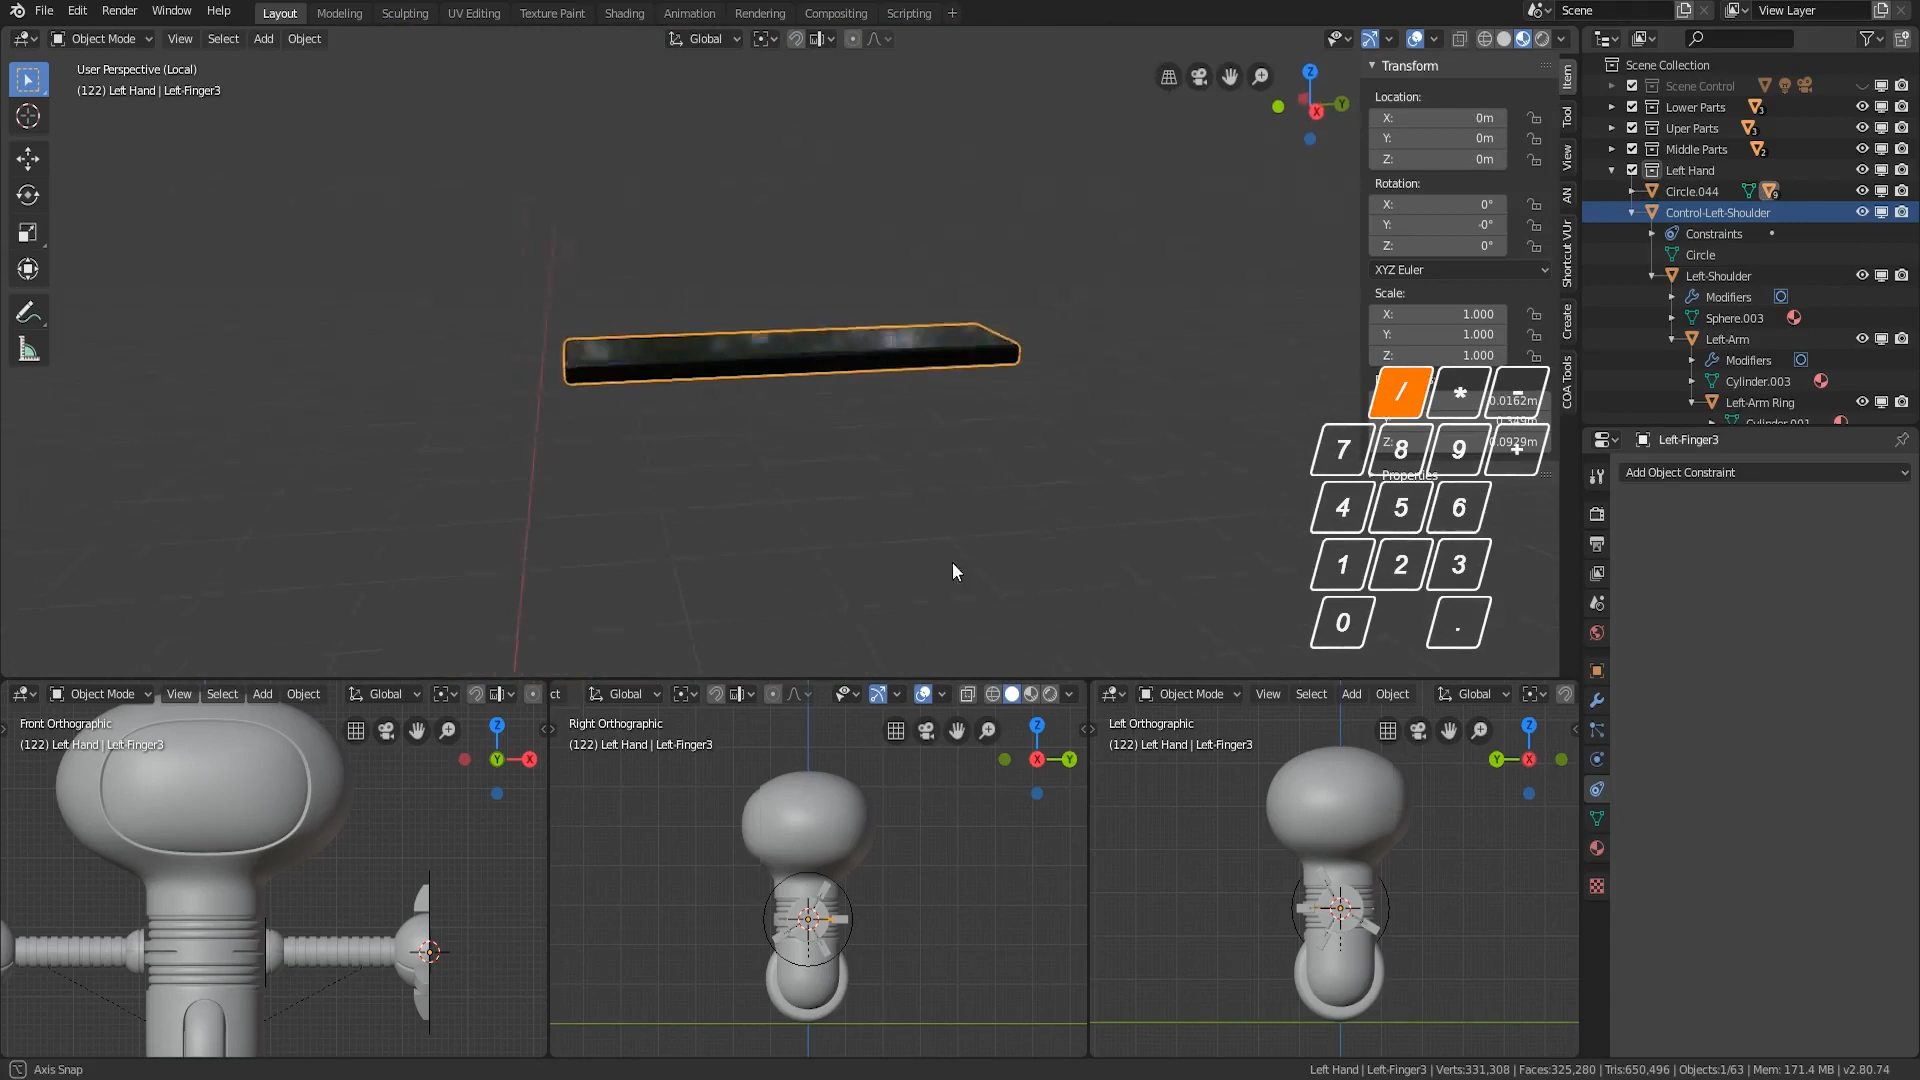 File Edit Render Window Help Layout Modeling Sculpting UV Editing Texture Paint Shading Animation Rendering Compositing Scripting + Scene View Layer
Object Mode View Select Add Object Global
User Perspective (Local)
(122) Left Hand | Left-Finger3
Z
Y
X
Transform
Location:
X: 0m
Y: 0m
Z: 0m
Rotation:
X: 0°
Y: -0°
Z: 0°
XYZ Euler
Scale:
X: 1.000
Y: 1.000
Z: 1.000
0.0162m
Z: 0.0929m
Properties
/ * -
7 8 9 +
4 5 6
1 2 3
0 .
Item
Tool
View
AN
Shortcut VUr
Create
COA Tools
Scene Collection
Scene Control
Lower Parts 3
Uper Parts 3
Middle Parts 2
Left Hand
Circle.044 9
Control-Left-Shoulder
Constraints
Circle
Left-Shoulder
Modifiers
Sphere.003
Left-Arm
Modifiers
Cylinder.003
Left-Arm Ring
Cylinder.001
Left-Finger3
Add Object Constraint
Object Mode View Select Add Object Global
Front Orthographic
(122) Left Hand | Left-Finger3
Z
Y X
ct Global
Right Orthographic
(122) Left Hand | Left-Finger3
Z
X Y
Object Mode View Select Add Object Global
Left Orthographic
(122) Left Hand | Left-Finger3
Z
Y X
Axis Snap
Left Hand | Left-Finger3 | Verts:331,308 | Faces:325,280 | Tris:650,496 | Objects:1/63 | Mem: 171.4 MB | v2.80.74